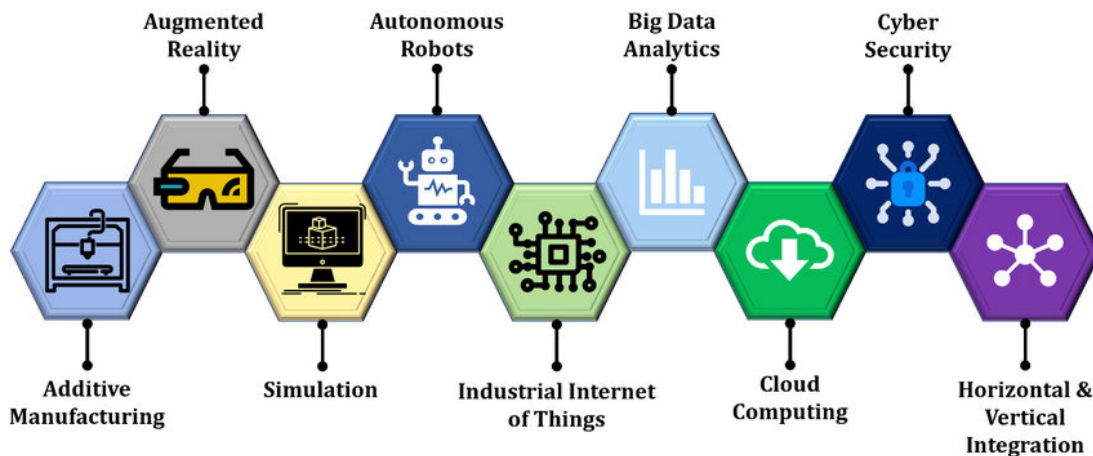 Augmented
Reality
Autonomous
Robots
Big Data
Analytics
Cyber
Security
Additive
Manufacturing
Simulation
Industrial Internet
of Things
Cloud
Computing
Horizontal &
Vertical
Integration